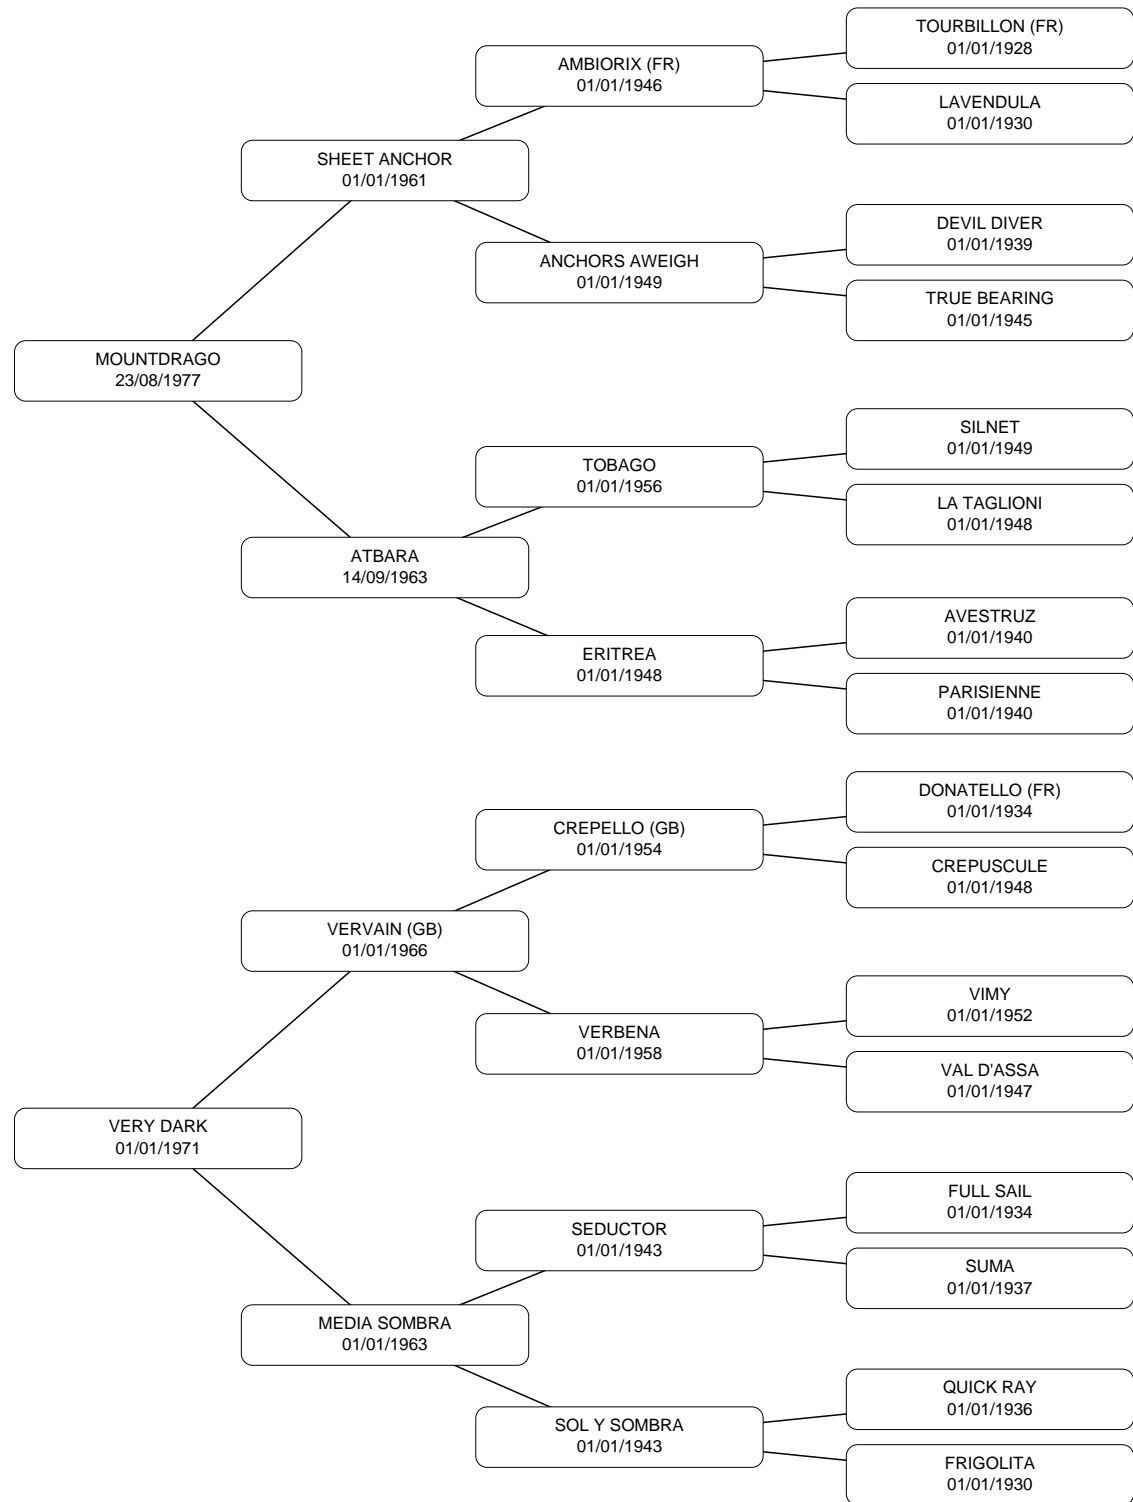 TOURBILLON (FR)
01/01/1928
AMBIORIX (FR)
01/01/1946
LAVENDULA
01/01/1930
SHEET ANCHOR
01/01/1961
DEVIL DIVER
01/01/1939
ANCHORS AWEIGH
01/01/1949
TRUE BEARING
01/01/1945
MOUNTDRAGO
23/08/1977
SILNET
01/01/1949
TOBAGO
01/01/1956
LA TAGLIONI
01/01/1948
ATBARA
14/09/1963
AVESTRUZ
01/01/1940
ERITREA
01/01/1948
PARISIENNE
01/01/1940
DONATELLO (FR)
01/01/1934
CREPELLO (GB)
01/01/1954
CREPUSCULE
01/01/1948
VERVAIN (GB)
01/01/1966
VIMY
01/01/1952
VERBENA
01/01/1958
VAL D'ASSA
01/01/1947
VERY DARK
01/01/1971
FULL SAIL
01/01/1934
SEDUCTOR
01/01/1943
SUMA
01/01/1937
MEDIA SOMBRA
01/01/1963
QUICK RAY
01/01/1936
SOL Y SOMBRA
01/01/1943
FRIGOLITA
01/01/1930